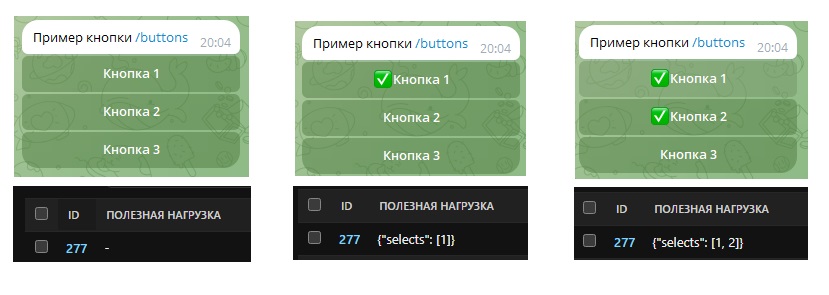 Пример кнопки /buttons
20:04
Кнопка 1
Кнопка 2
Кнопка 3
ID ПОЛЕЗНАЯ НАГРУЗКА
277 -
Пример кнопки /buttons
20:04
✅Кнопка 1
Кнопка 2
Кнопка 3
ID ПОЛЕЗНАЯ НАГРУЗКА
277 {"selects": [1]}
Пример кнопки /buttons
20:04
✅Кнопка 1
✅Кнопка 2
Кнопка 3
ID ПОЛЕЗНАЯ НАГРУЗКА
277 {"selects": [1, 2]}